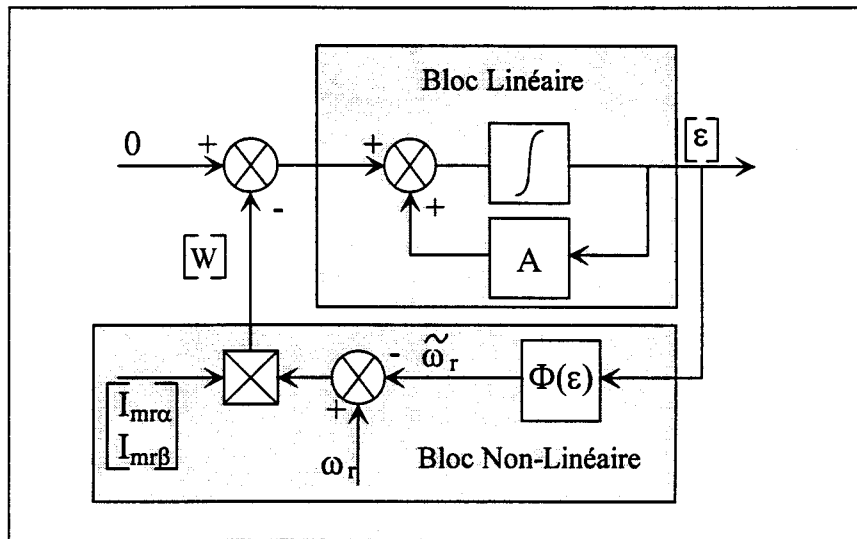 Bloc Linéaire
0
+
-
+
+
∫
[ε]
A
[W]
ω̃r
-
+
Φ(ε)
[Imrα
Imrβ]
ωr
Bloc Non-Linéaire